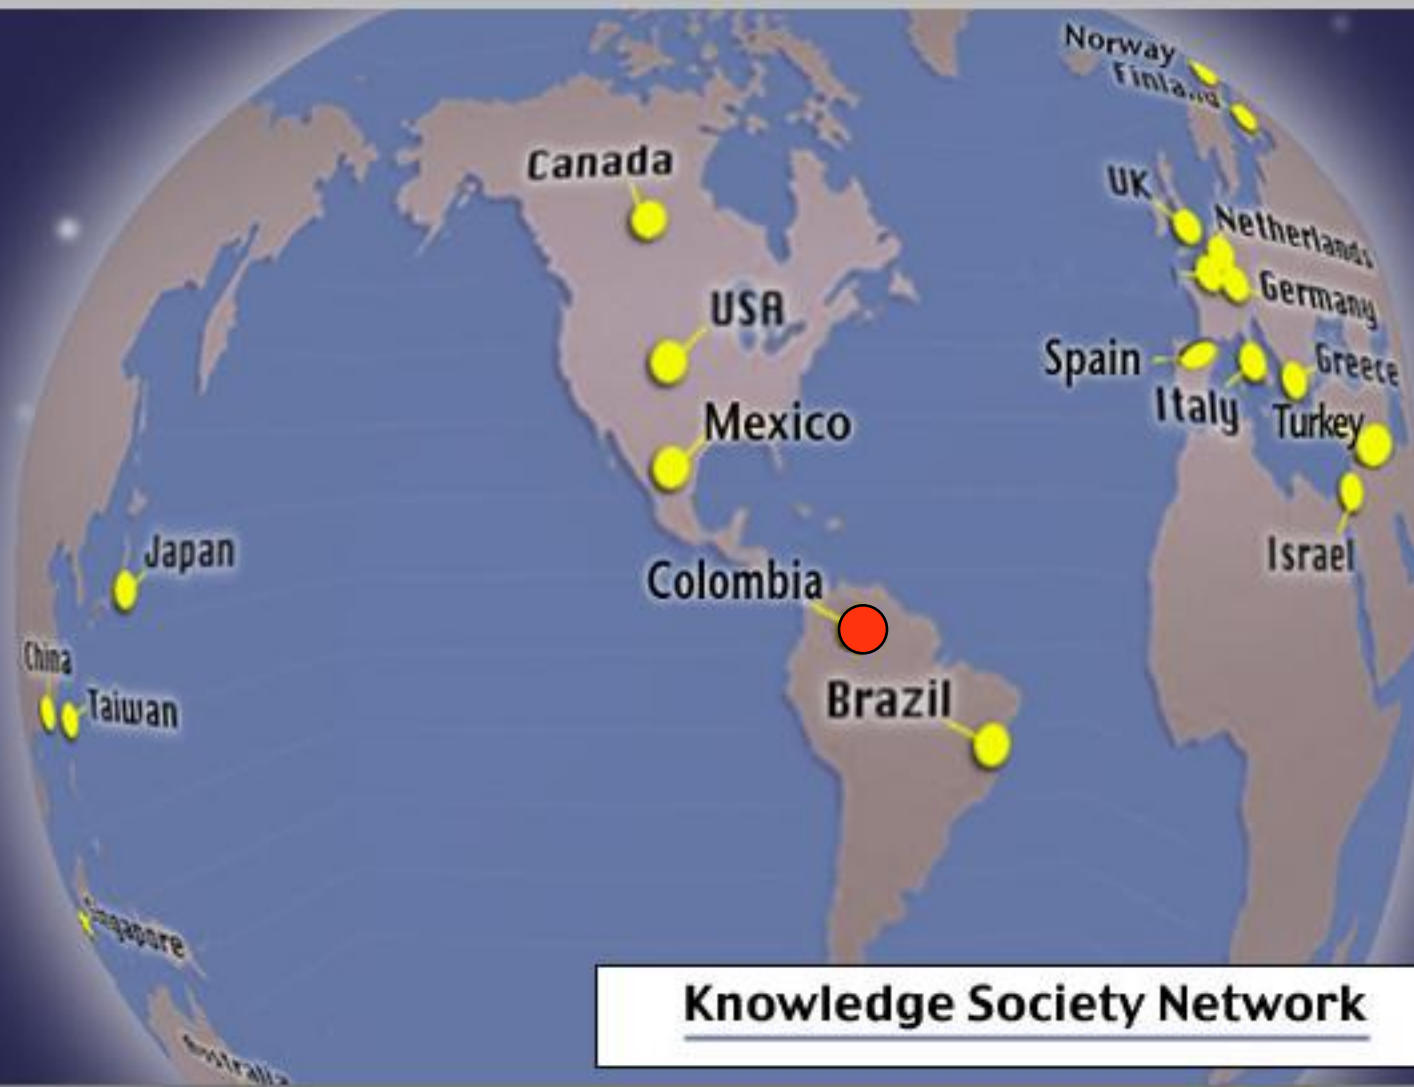 Norway
Finland
Canada
UK
Netherlands
USA
Germany
Spain
Greece
Italy
Mexico
Turkey
Japan
Israel
Colombia
China
Brazil
Taiwan
Singapore
Knowledge Society Network
Australia